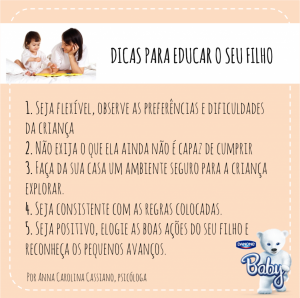 DICAS PARA EDUCAR O SEU FILHO
1. SEJA FLEXÍVEL, OBSERVE AS PREFERÊNCIAS E DIFICULDADES
DA CRIANÇA
2. NÃO EXIJA O QUE ELA AINDA NÃO É CAPAZ DE CUMPRIR
3. FAÇA DA SUA CASA UM AMBIENTE SEGURO PARA A CRIANÇA
EXPLORAR.
4. SEJA CONSISTENTE COM AS REGRAS COLOCADAS.
5. SEJA POSITIVO, ELOGIE AS BOAS AÇÕES DO SEU FILHO E
RECONHEÇA OS PEQUENOS AVANÇOS.
POR ANNA CAROLINA CASSIANO, PSICÓLOGA
DANONE
Baby